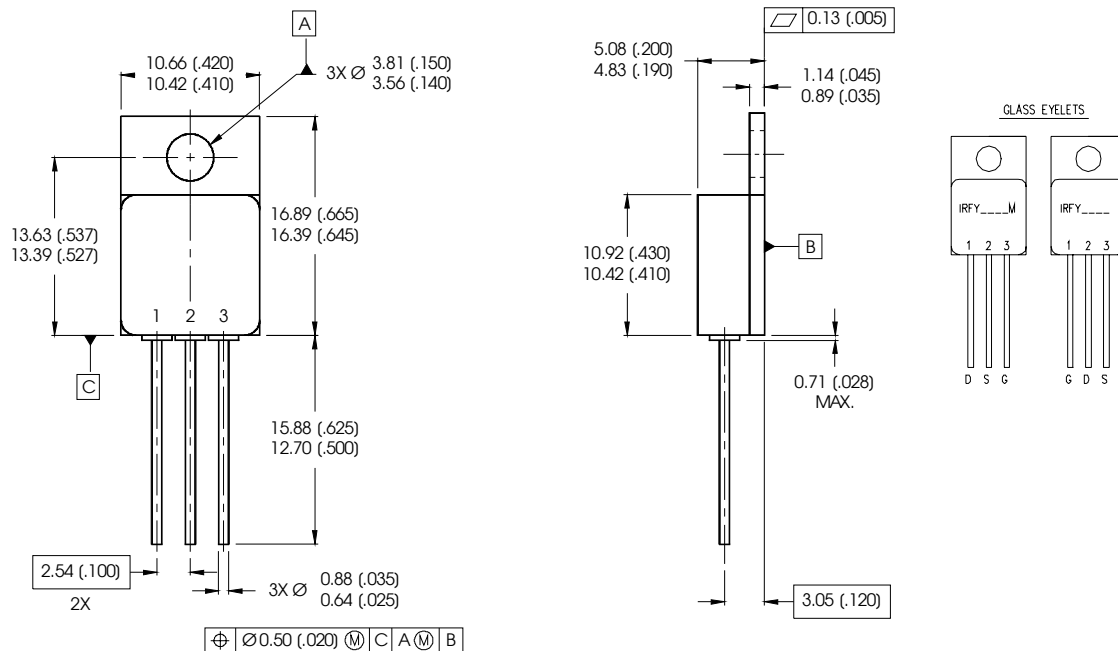 A
10.66 (.420)
10.42 (.410)
3X Ø 3.81 (.150)
3.56 (.140)
13.63 (.537)
13.39 (.527)
16.89 (.665)
16.39 (.645)
1 2 3
C
15.88 (.625)
12.70 (.500)
2.54 (.100)
2X
3X Ø 0.88 (.035)
0.64 (.025)
⌖ Ø 0.50 (.020) Ⓜ C A Ⓜ B
▱ 0.13 (.005)
5.08 (.200)
4.83 (.190)
1.14 (.045)
0.89 (.035)
10.92 (.430)
10.42 (.410)
B
0.71 (.028)
MAX.
3.05 (.120)
GLASS EYELETS
IRFY____M
1 2 3
D S G
IRFY____
1 2 3
G D S